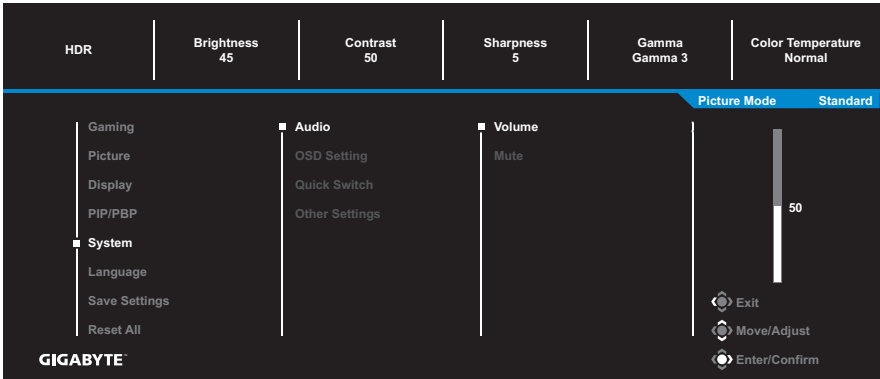 HDR
Brightness
45
Contrast
50
Sharpness
5
Gamma
Gamma 3
Color Temperature
Normal
Picture Mode Standard
Gaming
Picture
Display
PIP/PBP
System
Language
Save Settings
Reset All
Audio
OSD Setting
Quick Switch
Other Settings
Volume
Mute
50
Exit
Move/Adjust
Enter/Confirm
GIGABYTE™